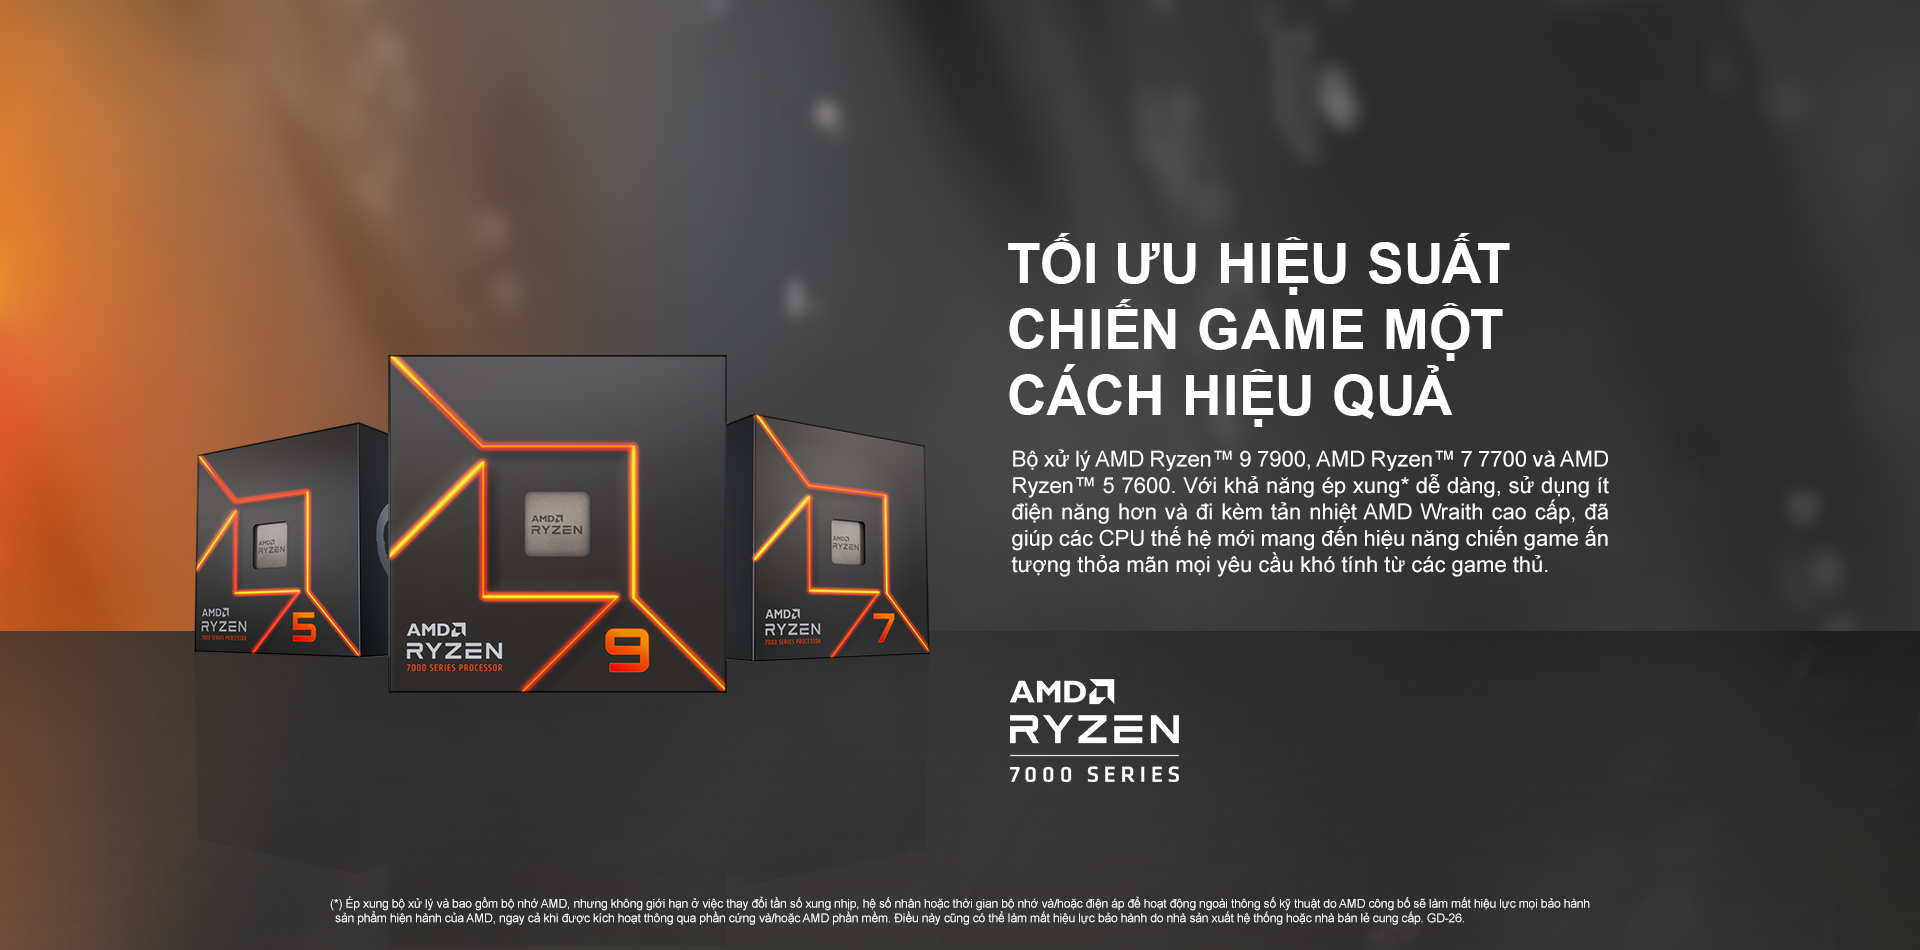 TỐI ƯU HIỆU SUẤT
CHIẾN GAME MỘT
CÁCH HIỆU QUẢ
Bộ xử lý AMD Ryzen™ 9 7900, AMD Ryzen™ 7 7700 và AMD
Ryzen™ 5 7600. Với khả năng ép xung* dễ dàng, sử dụng ít
điện năng hơn và đi kèm tản nhiệt AMD Wraith cao cấp, đã
giúp các CPU thế hệ mới mang đến hiệu năng chiến game ấn
tượng thỏa mãn mọi yêu cầu khó tính từ các game thủ.
AMD
RYZEN
AMD
RYZEN
7000 SERIES PROCESSOR
5
AMD
RYZEN
AMD
RYZEN
7000 SERIES PROCESSOR
9
AMD
RYZEN
AMD
RYZEN
7000 SERIES PROCESSOR
7
AMD
RYZEN
7000 SERIES
(*) Ép xung bộ xử lý và bao gồm bộ nhớ AMD, nhưng không giới hạn ở việc thay đổi tần số xung nhịp, hệ số nhân hoặc thời gian bộ nhớ và/hoặc điện áp để hoạt động ngoài thông số kỹ thuật do AMD công bố sẽ làm mất hiệu lực mọi bảo hành
sản phẩm hiện hành của AMD, ngay cả khi được kích hoạt thông qua phần cứng và/hoặc AMD phần mềm. Điều này cũng có thể làm mất hiệu lực bảo hành do nhà sản xuất hệ thống hoặc nhà bán lẻ cung cấp. GD-26.